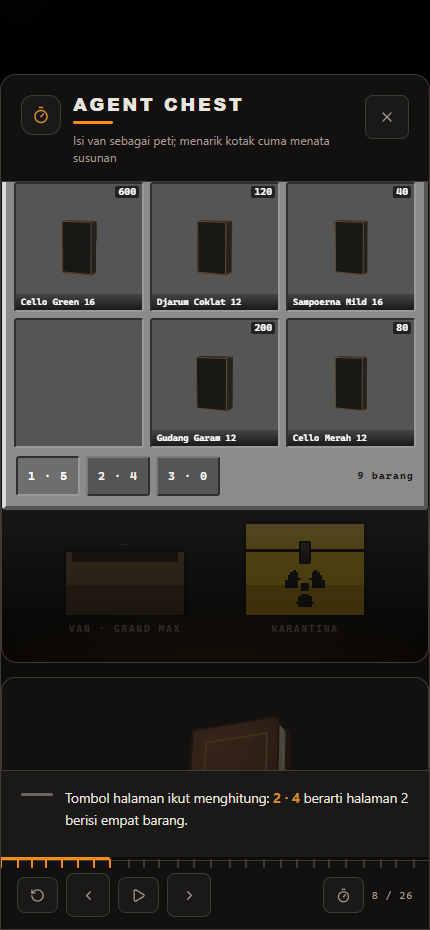 AGENT CHEST
Isi van sebagai peti; menarik kotak cuma menata
susunan
600
120
40
Cello Green 16
Djarum Coklat 12
Sampoerna Mild 16
200
80
Gudang Garam 12
Cello Merah 12
1 · 5
2 · 4
3 · 0
9 barang
VAN · GRAND MAX
KARANTINA
Tombol halaman ikut menghitung: 2 · 4 berarti halaman 2
berisi empat barang.
8 / 26